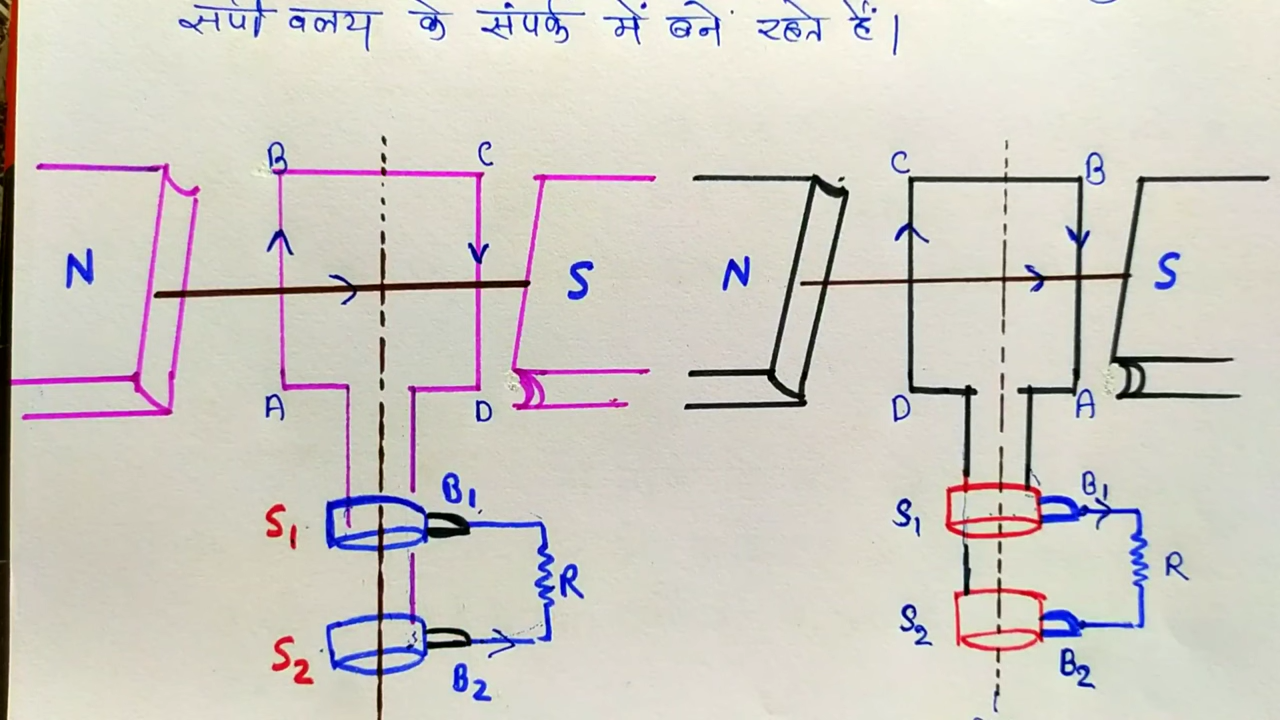 सर्पी वलय के संपर्क में बने रहते हैं।
B C
N S
A D
S1 B1
R
S2 B2
C B
N S
D A
S1 B1
R
S2 B2